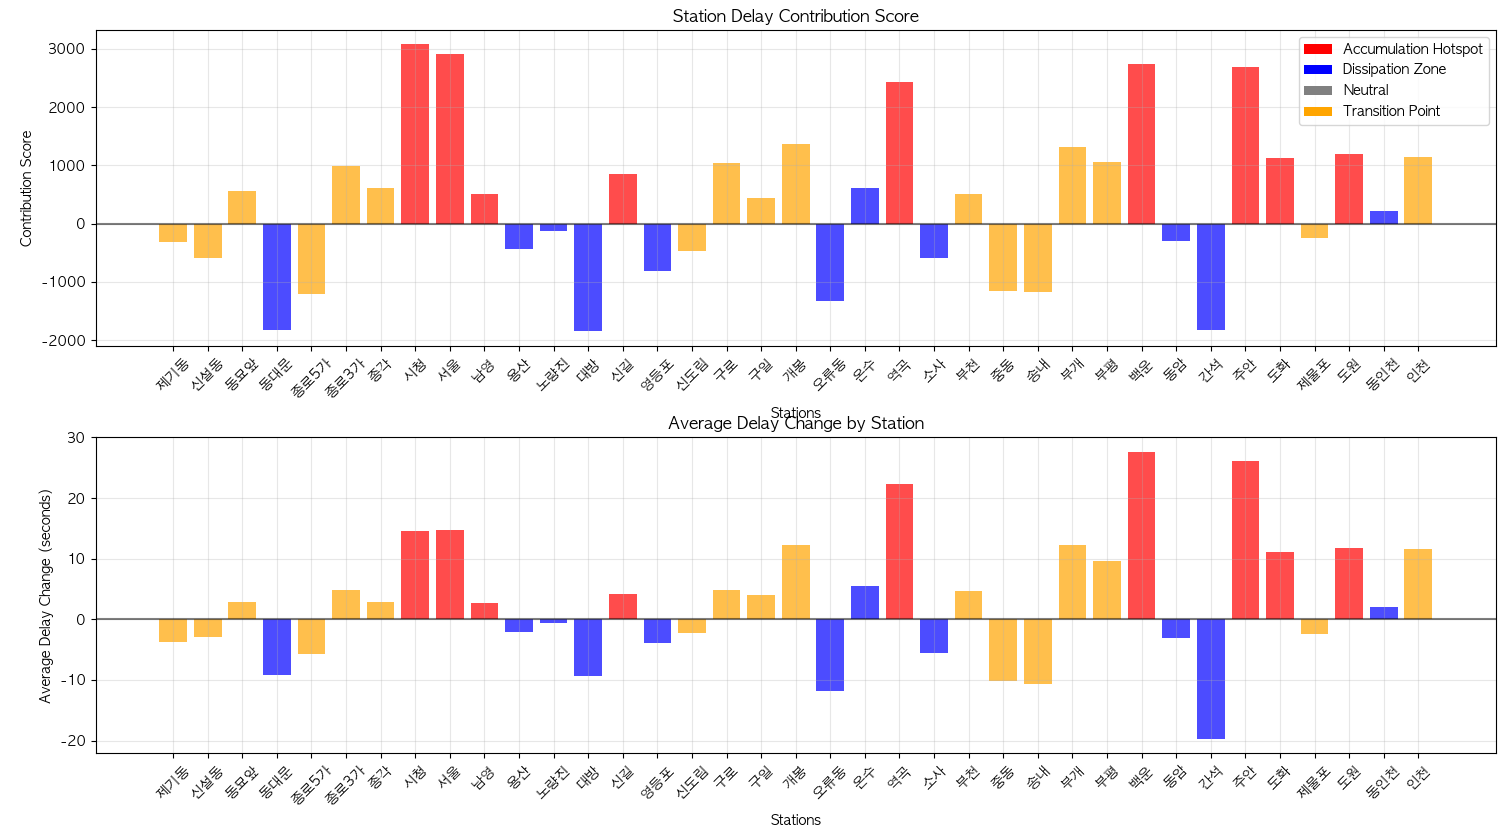 Station Delay Contribution Score
Contribution Score
3000
2000
1000
0
-1000
-2000
Accumulation Hotspot
Dissipation Zone
Neutral
Transition Point
제기동 신설동 동묘앞 동대문 종로5가 종로3가 종각 시청 서울 남영 용산 노량진 대방 신길 영등포 신도림 구로 구일 개봉 오류동 온수 역곡 소사 부천 중동 송내 부개 부평 백운 동암 간석 주안 도화 제물포 도원 동인천 인천
Stations
Average Delay Change by Station
Average Delay Change (seconds)
30
20
10
0
-10
-20
제기동 신설동 동묘앞 동대문 종로5가 종로3가 종각 시청 서울 남영 용산 노량진 대방 신길 영등포 신도림 구로 구일 개봉 오류동 온수 역곡 소사 부천 중동 송내 부개 부평 백운 동암 간석 주안 도화 제물포 도원 동인천 인천
Stations